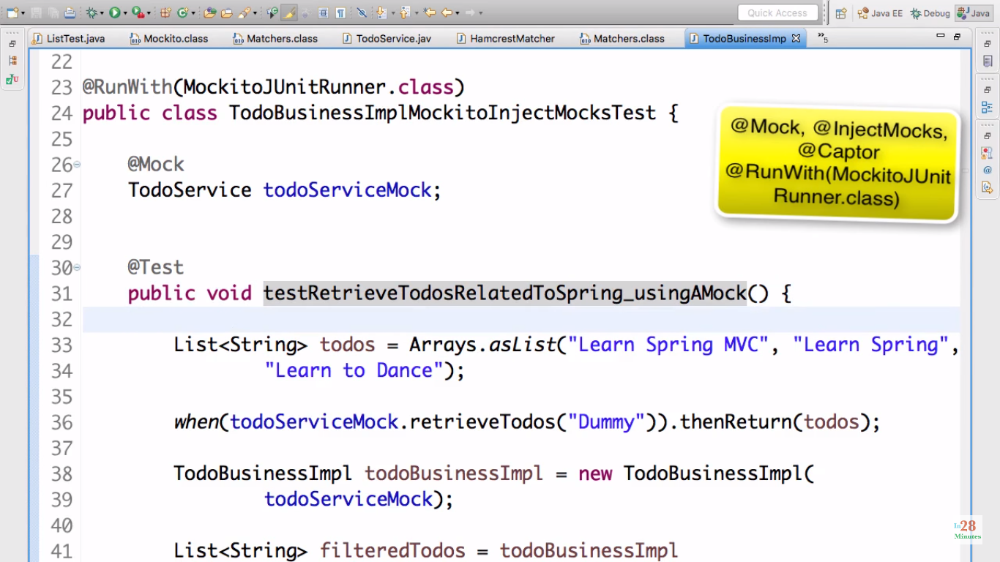 Quick Access
Java EE
Debug
Java
ListTest.java
Mockito.class
Matchers.class
TodoService.jav
HamcrestMatcher
Matchers.class
TodoBusinessImp
»5
22
23 @RunWith(MockitoJUnitRunner.class)
24 public class TodoBusinessImplMockitoInjectMocksTest {
25
26 @Mock
27 TodoService todoServiceMock;
28
29
30 @Test
31 public void testRetrieveTodosRelatedToSpring_usingAMock() {
32
33 List<String> todos = Arrays.asList("Learn Spring MVC", "Learn Spring",
34 "Learn to Dance");
35
36 when(todoServiceMock.retrieveTodos("Dummy")).thenReturn(todos);
37
38 TodoBusinessImpl todoBusinessImpl = new TodoBusinessImpl(
39 todoServiceMock);
40
41 List<String> filteredTodos = todoBusinessImpl
@Mock, @InjectMocks,
@Captor
@RunWith(MockitoJUnit
Runner.class)
In28
Minutes